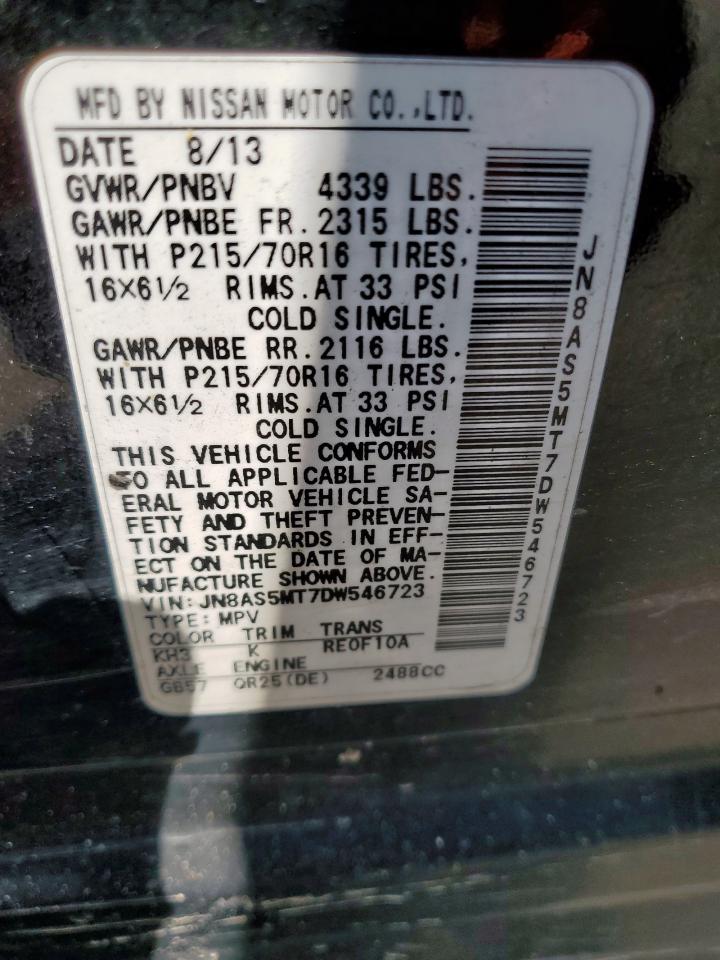 MFD BY NISSAN MOTOR CO.,LTD.
DATE 8/13
GVWR/PNBV 4339 LBS.
GAWR/PNBE FR. 2315 LBS.
WITH P215/70R16 TIRES,
16X6½ RIMS.AT 33 PSI
COLD SINGLE.
GAWR/PNBE RR. 2116 LBS.
WITH P215/70R16 TIRES,
16X6½ RIMS.AT 33 PSI
COLD SINGLE.
THIS VEHICLE CONFORMS
TO ALL APPLICABLE FED-
ERAL MOTOR VEHICLE SA-
FETY AND THEFT PREVEN-
TION STANDARDS IN EFF-
ECT ON THE DATE OF MA-
NUFACTURE SHOWN ABOVE.
VIN:JN8AS5MT7DW546723
TYPE:MPV
COLOR TRIM TRANS
KH3 K RE0F10A
AXLE ENGINE
GB57 QR25(DE) 2488CC
JN8AS5MT7DW546723